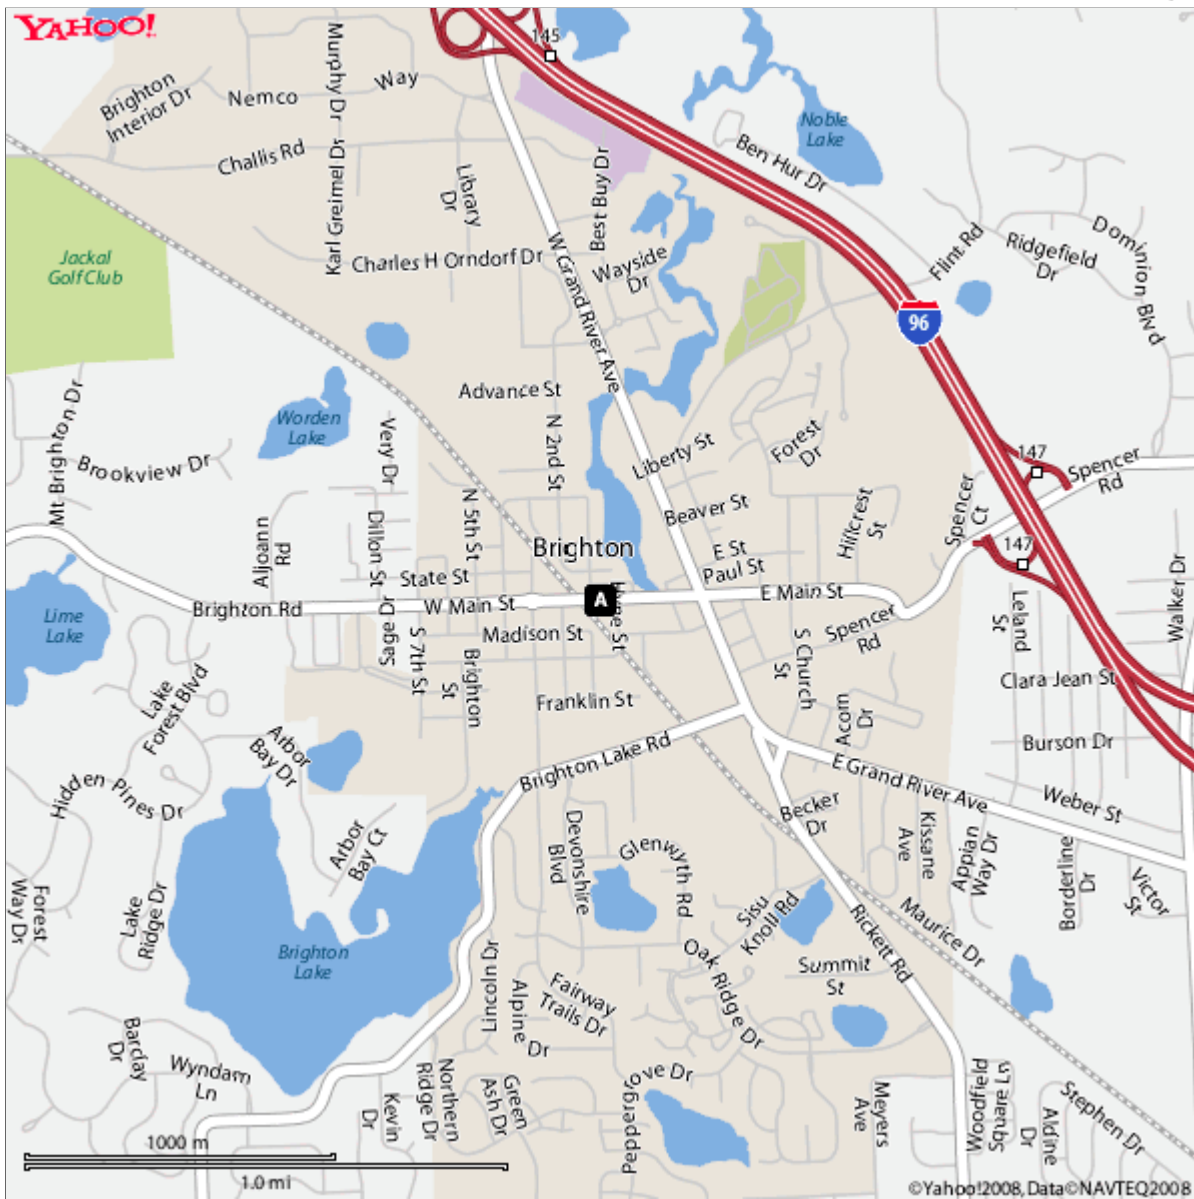 YAHOO!
145
Brighton
Interior Dr
Nemco
Way
Murphy Dr
Noble
Lake
Challis Rd
Karl Greimel Dr
Library
Dr
Best Buy Dr
Ben Hur Dr
Jackal
Golf Club
Charles H Orndorf Dr
W Grand River Ave
Wayside
Dr
Flint Rd
Ridgefield
Dr
Dominion Blvd
96
Advance St
Mt Brighton Dr
Worden
Lake
Very Dr
N 2nd St
Liberty St
Forest
Dr
147
Spencer
Rd
Brookview Dr
N 5th St
Beaver St
Hillcrest
St
Spencer
Ct
Aljoann
Rd
Dillon St
Brighton
E St
Paul St
147
State St
A
E Main St
Walker Dr
Brighton Rd
W Main St
Lime
Lake
Sage Dr
S 7th St
Madison St
Spencer
Rd
Leland
St
Brighton
St
S Church
St
Clara Jean St
Lake
Forest Blvd
Franklin St
Acorn
Dr
Arbor
Bay Dr
Brighton Lake Rd
Burson Dr
E Grand River Ave
Hidden Pines Dr
Becker
Dr
Weber St
Arbor
Bay Ct
Devonshire
Blvd
Glenwyth Rd
Kissane
Ave
Appian
Way Dr
Borderline
Dr
Victor
St
Forest
Way Dr
Lake
Ridge Dr
Sisu
Knoll Rd
Rickett Rd
Maurice Dr
Brighton
Lake
Lincoln Dr
Alpine Dr
Fairway
Trails Dr
Oak Ridge Dr
Summit
St
Barclay
Dr
Wyndam
Ln
Kevin
Dr
Northern
Ridge Dr
Green
Ash Dr
Meyers
Ave
Woodfield
Square Ln
Aldine
Dr
Stephen Dr
1000 m
1.0 mi
©Yahoo!2008, Data©NAVTEQ2008